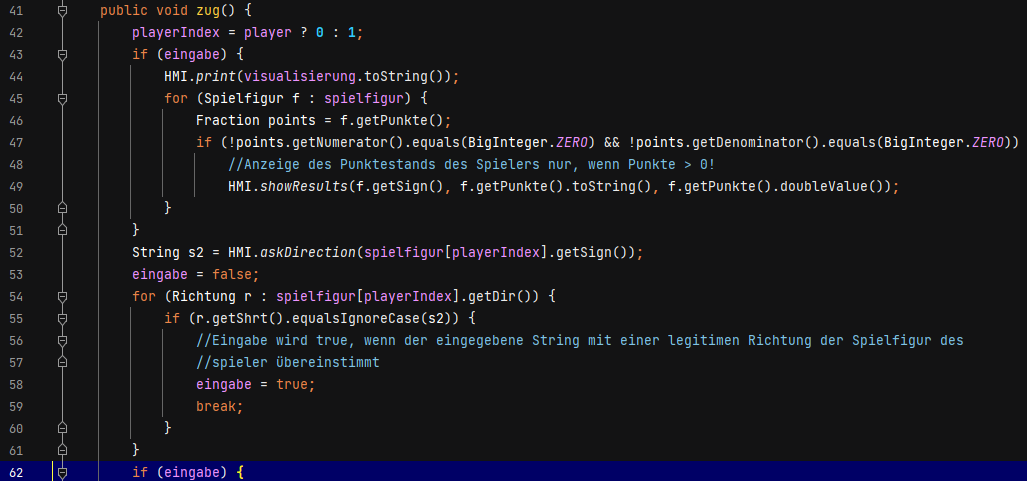 41 public void zug() {
42 playerIndex = player ? 0 : 1;
43 if (eingabe) {
44 HMI.print(visualisierung.toString());
45 for (Spielfigur f : spielfigur) {
46 Fraction points = f.getPunkte();
47 if (!points.getNumerator().equals(BigInteger.ZERO) && !points.getDenominator().equals(BigInteger.ZERO))
48 //Anzeige des Punktestands des Spielers nur, wenn Punkte > 0!
49 HMI.showResults(f.getSign(), f.getPunkte().toString(), f.getPunkte().doubleValue());
50 }
51 }
52 String s2 = HMI.askDirection(spielfigur[playerIndex].getSign());
53 eingabe = false;
54 for (Richtung r : spielfigur[playerIndex].getDir()) {
55 if (r.getShrt().equalsIgnoreCase(s2)) {
56 //Eingabe wird true, wenn der eingegebene String mit einer legitimen Richtung der Spielfigur des
57 //spieler übereinstimmt
58 eingabe = true;
59 break;
60 }
61 }
62 if (eingabe) {